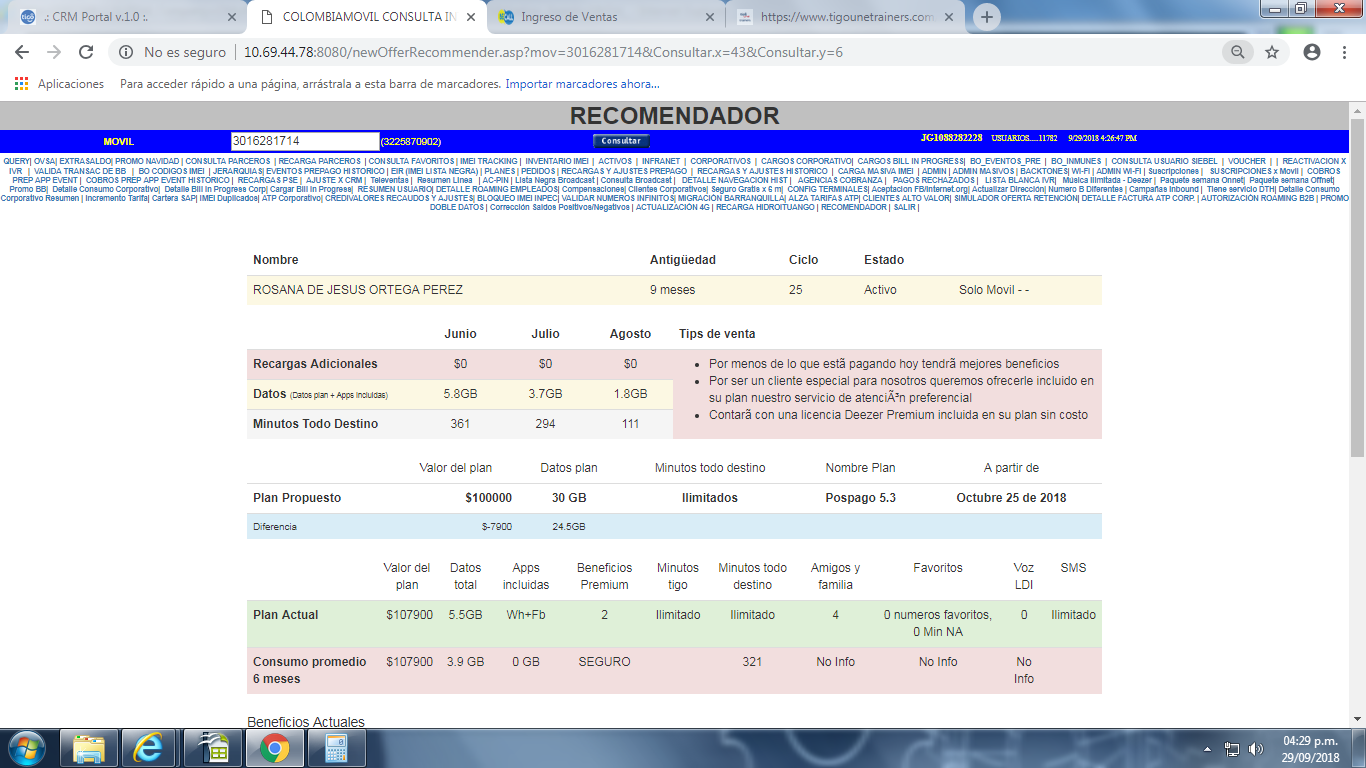 .: CRM Portal v.1.0 :.
COLOMBIAMOVIL CONSULTA IN
Ingreso de Ventas
https://www.tigounetrainers.com
No es seguro | 10.69.44.78:8080/newOfferRecommender.asp?mov=3016281714&Consultar.x=43&Consultar.y=6
Aplicaciones Para acceder rápido a una página, arrástrala a esta barra de marcadores. Importar marcadores ahora...
RECOMENDADOR
MOVIL 3016281714 (3225870902) Consultar JG1088282228 USUARIOS.....11782 9/29/2018 4:26:47 PM
QUERY| OVSA| EXTRASALDO| PROMO NAVIDAD | CONSULTA PARCEROS | RECARGA PARCEROS | CONSULTA FAVORITOS | IMEI TRACKING | INVENTARIO IMEI | ACTIVOS | INFRANET | CORPORATIVOS | CARGOS CORPORATIVO| CARGOS BILL IN PROGRESS| BO_EVENTOS_PRE | BO_INMUNES | CONSULTA USUARIO SIEBEL | VOUCHER | | REACTIVACION X
IVR | VALIDA TRANSAC DE BB | BO CODIGOS IMEI | JERARQUIAS| EVENTOS PREPAGO HISTORICO | EIR (IMEI LISTA NEGRA) | PLANES | PEDIDOS | RECARGAS Y AJUSTES PREPAGO | RECARGAS Y AJUSTES HISTORICO | CARGA MASIVA IMEI | ADMIN | ADMIN MASIVOS | BACKTONES| WI-FI | ADMIN WI-FI | Suscripciones | SUSCRIPCIONES x Movil | COBROS
PREP APP EVENT | COBROS PREP APP EVENT HISTORICO | RECARGAS PSE | AJUSTE X CRM | Televentas | Resumen Linea | AC-PIN | Lista Negra Broadcast | Consulta Broadcast | DETALLE NAVEGACION HIST | AGENCIAS COBRANZA | PAGOS RECHAZADOS | LISTA BLANCA IVR| Música Ilimitada - Deezer | Paquete semana Onnet| Paquete semana Offnet|
Promo BB| Detalle Consumo Corporativo| Detalle Bill In Progress Corp| Cargar Bill In Progress| RESUMEN USUARIO| DETALLE ROAMING EMPLEADOS| Compensaciones| Clientes Corporativos| Seguro Gratis x 6 m| CONFIG TERMINALES| Aceptacion FB/Internet.org| Actualizar Dirección| Numero B Diferentes | Campañas Inbound | Tiene servicio DTH| Detalle Consumo
Corporativo Resumen | Incremento Tarifa| Cartera SAP| IMEI Duplicados| ATP Corporativo| CREDIVALORES RECAUDOS Y AJUSTES| BLOQUEO IMEI INPEC| VALIDAR NUMEROS INFINITOS| MIGRACIÓN BARRANQUILLA| ALZA TARIFAS ATP| CLIENTES ALTO VALOR| SIMULADOR OFERTA RETENCIÓN| DETALLE FACTURA ATP CORP. | AUTORIZACIÓN ROAMING B2B | PROMO
DOBLE DATOS | Corrección Saldos Positivos/Negativos | ACTUALIZACIÓN 4G | RECARGA HIDROITUANGO | RECOMENDADOR | SALIR |
Nombre Antigüedad Ciclo Estado
ROSANA DE JESUS ORTEGA PEREZ 9 meses 25 Activo Solo Movil - -
Junio Julio Agosto Tips de venta
Recargas Adicionales $0 $0 $0
Datos (Datos plan + Apps incluidas) 5.8GB 3.7GB 1.8GB
Minutos Todo Destino 361 294 111
• Por menos de lo que estã pagando hoy tendrã mejores beneficios
• Por ser un cliente especial para nosotros queremos ofrecerle incluido en
su plan nuestro servicio de atenciÃ³n preferencial
• Contarã con una licencia Deezer Premium incluida en su plan sin costo
Valor del plan Datos plan Minutos todo destino Nombre Plan A partir de
Plan Propuesto $100000 30 GB Ilimitados Pospago 5.3 Octubre 25 de 2018
Diferencia $-7900 24.5GB
Valor del Datos Apps Beneficios Minutos Minutos todo Amigos y Favoritos Voz SMS
plan total incluidas Premium tigo destino familia LDI
Plan Actual $107900 5.5GB Wh+Fb 2 Ilimitado Ilimitado 4 0 numeros favoritos, 0 Ilimitado
0 Min NA
Consumo promedio $107900 3.9 GB 0 GB SEGURO 321 No Info No Info No
6 meses Info
Beneficios Actuales
04:29 p.m.
29/09/2018